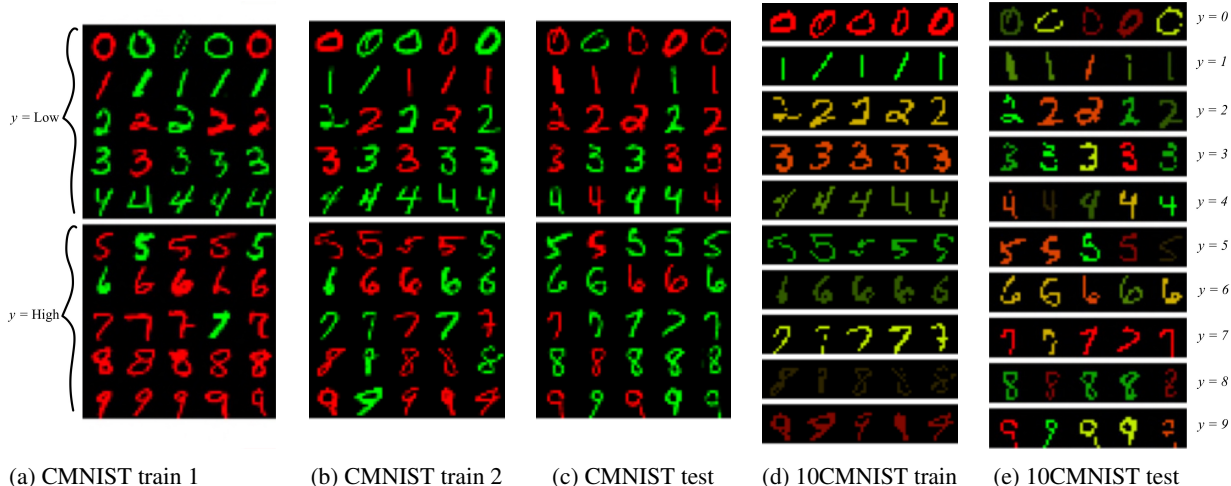 y = Low
y = High
y = 0
y = 1
y = 2
y = 3
y = 4
y = 5
y = 6
y = 7
y = 8
y = 9
(a) CMNIST train 1
(b) CMNIST train 2
(c) CMNIST test
(d) 10CMNIST train
(e) 10CMNIST test